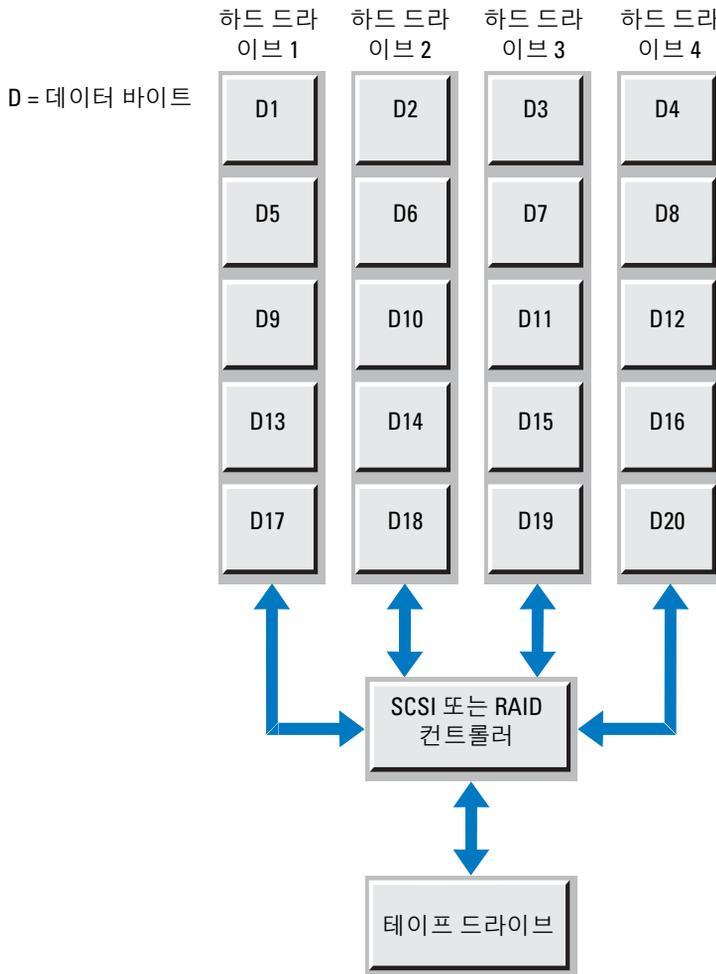 하드 드라
이브 1
하드 드라
이브 2
하드 드라
이브 3
하드 드라
이브 4
D = 데이터 바이트
D1
D2
D3
D4
D5
D6
D7
D8
D9
D10
D11
D12
D13
D14
D15
D16
D17
D18
D19
D20
SCSI 또는 RAID
컨트롤러
테이프 드라이브